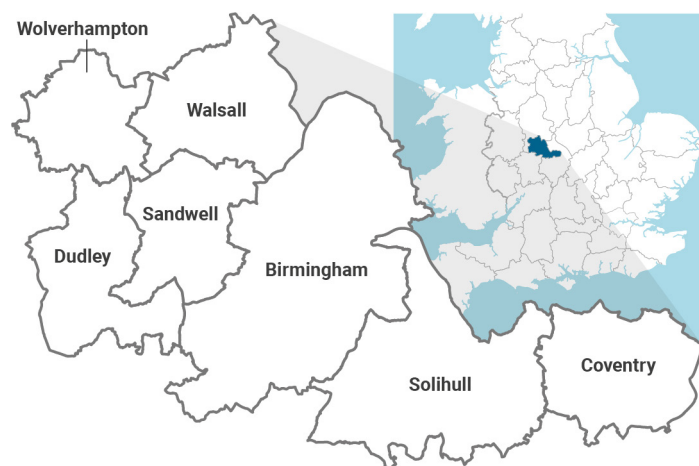 Wolverhampton
Walsall
Sandwell
Dudley
Birmingham
Coventry
Solihull